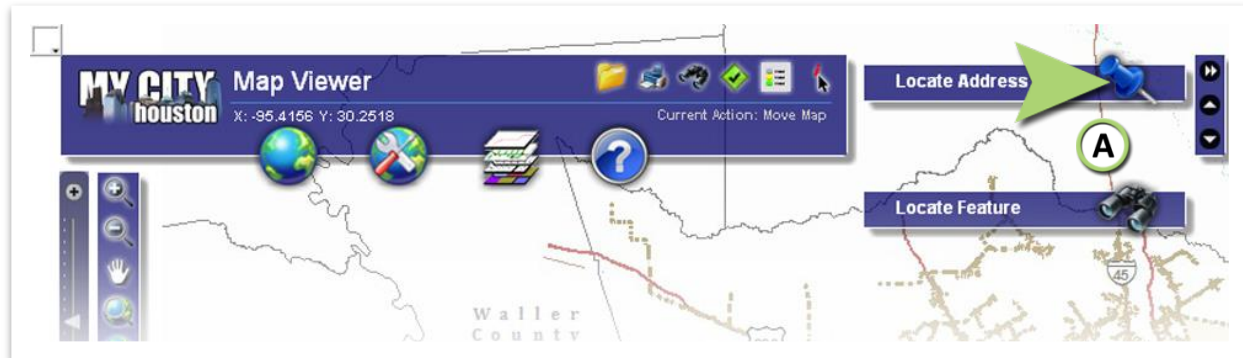 MY CITY
houston
Map Viewer
X: -95.4156 Y: 30.2518
Current Action: Move Map
Locate Address
A
Locate Feature
45
Waller
County